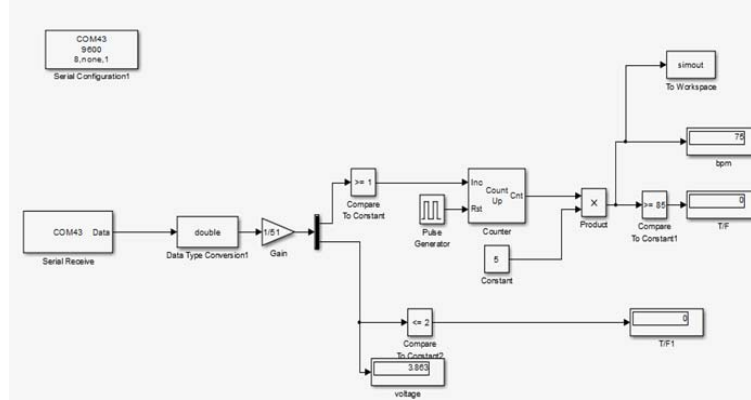 COM43
9600
8,none,1
Serial Configuration1
simout
To Workspace
75
bpm
>= 1
Compare
To Constant
Inc
Rst
Count
Up
Cnt
Counter
Pulse
Generator
×
Product
>= 85
Compare
To Constant1
0
T/F
COM43
Data
Serial Receive
double
Data Type Conversion1
1/51
Gain
5
Constant
<= 2
Compare
To Constant2
0
T/F1
3.863
voltage